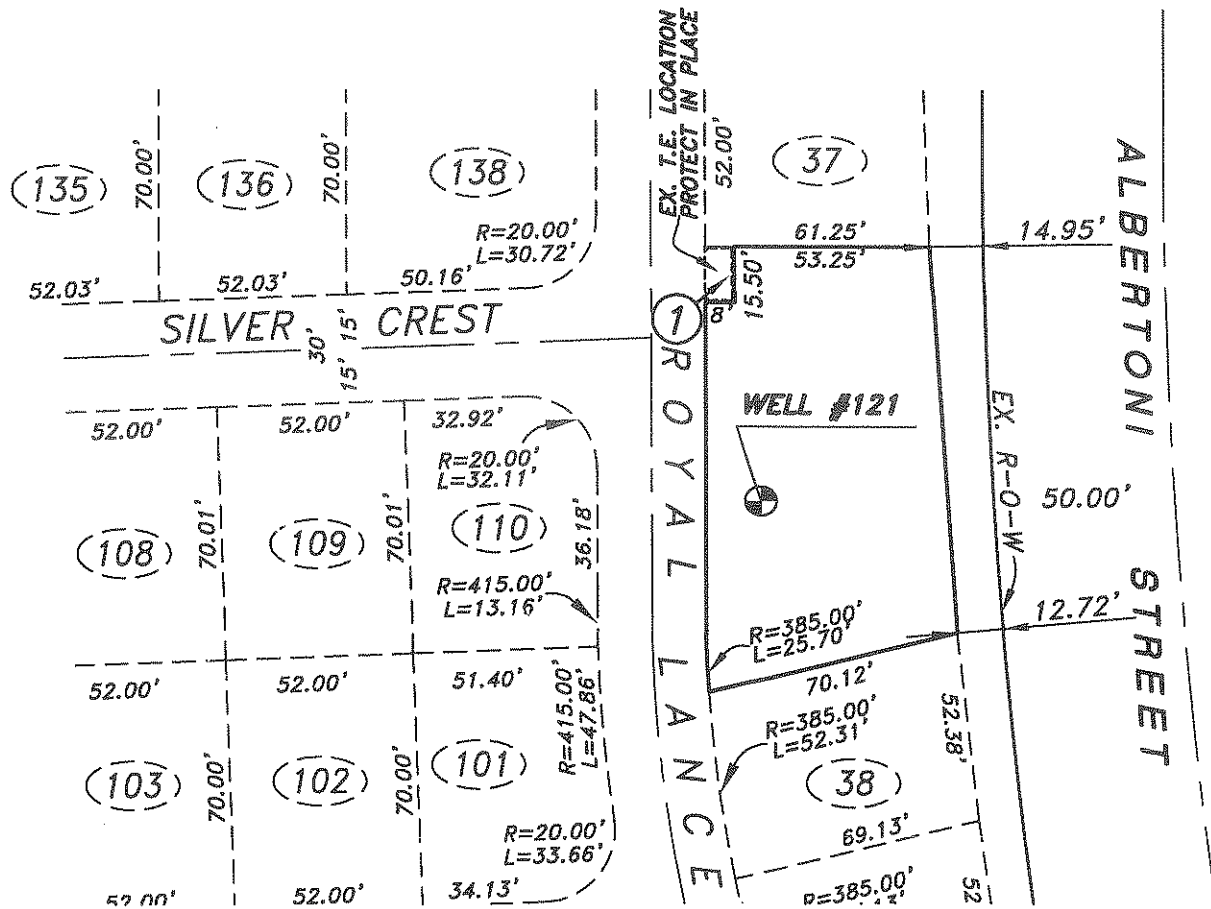 EX. T.E. LOCATION
PROTECT IN PLACE
52.00'
37
135
70.00'
136
70.00'
138
R=20.00'
L=30.72'
61.25'
53.25'
14.95'
ALBERTONI STREET
52.03'
52.03'
50.16'
15.50'
8'
1
SILVER CREST
30'
15' 15'
ROYAL LANCE
WELL #121
EX. R-O-W
50.00'
52.00'
52.00'
32.92'
R=20.00'
L=32.11'
108
70.01'
109
70.01'
110
36.18'
R=415.00'
L=13.16'
12.72'
R=385.00'
L=25.70'
70.12'
52.00'
52.00'
51.40'
R=415.00'
L=47.86'
R=385.00'
L=52.31'
52.38'
103
70.00'
102
70.00'
101
38
R=20.00'
L=33.66'
69.13'
52.00'
52.00'
34.13'
R=385.00'
52